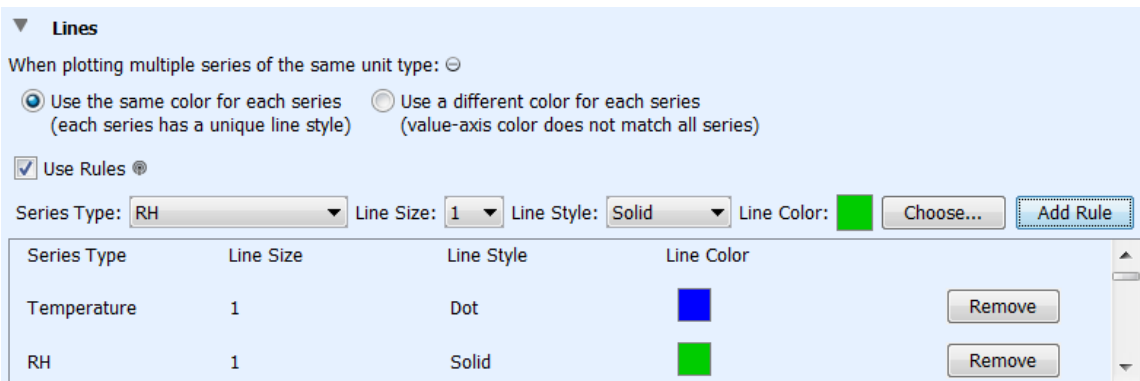 Lines
When plotting multiple series of the same unit type:
Use the same color for each series Use a different color for each series
(each series has a unique line style) (value-axis color does not match all series)
Use Rules
Series Type: RH Line Size: 1 Line Style: Solid Line Color: Choose... Add Rule
Series Type Line Size Line Style Line Color
Temperature 1 Dot Remove
RH 1 Solid Remove